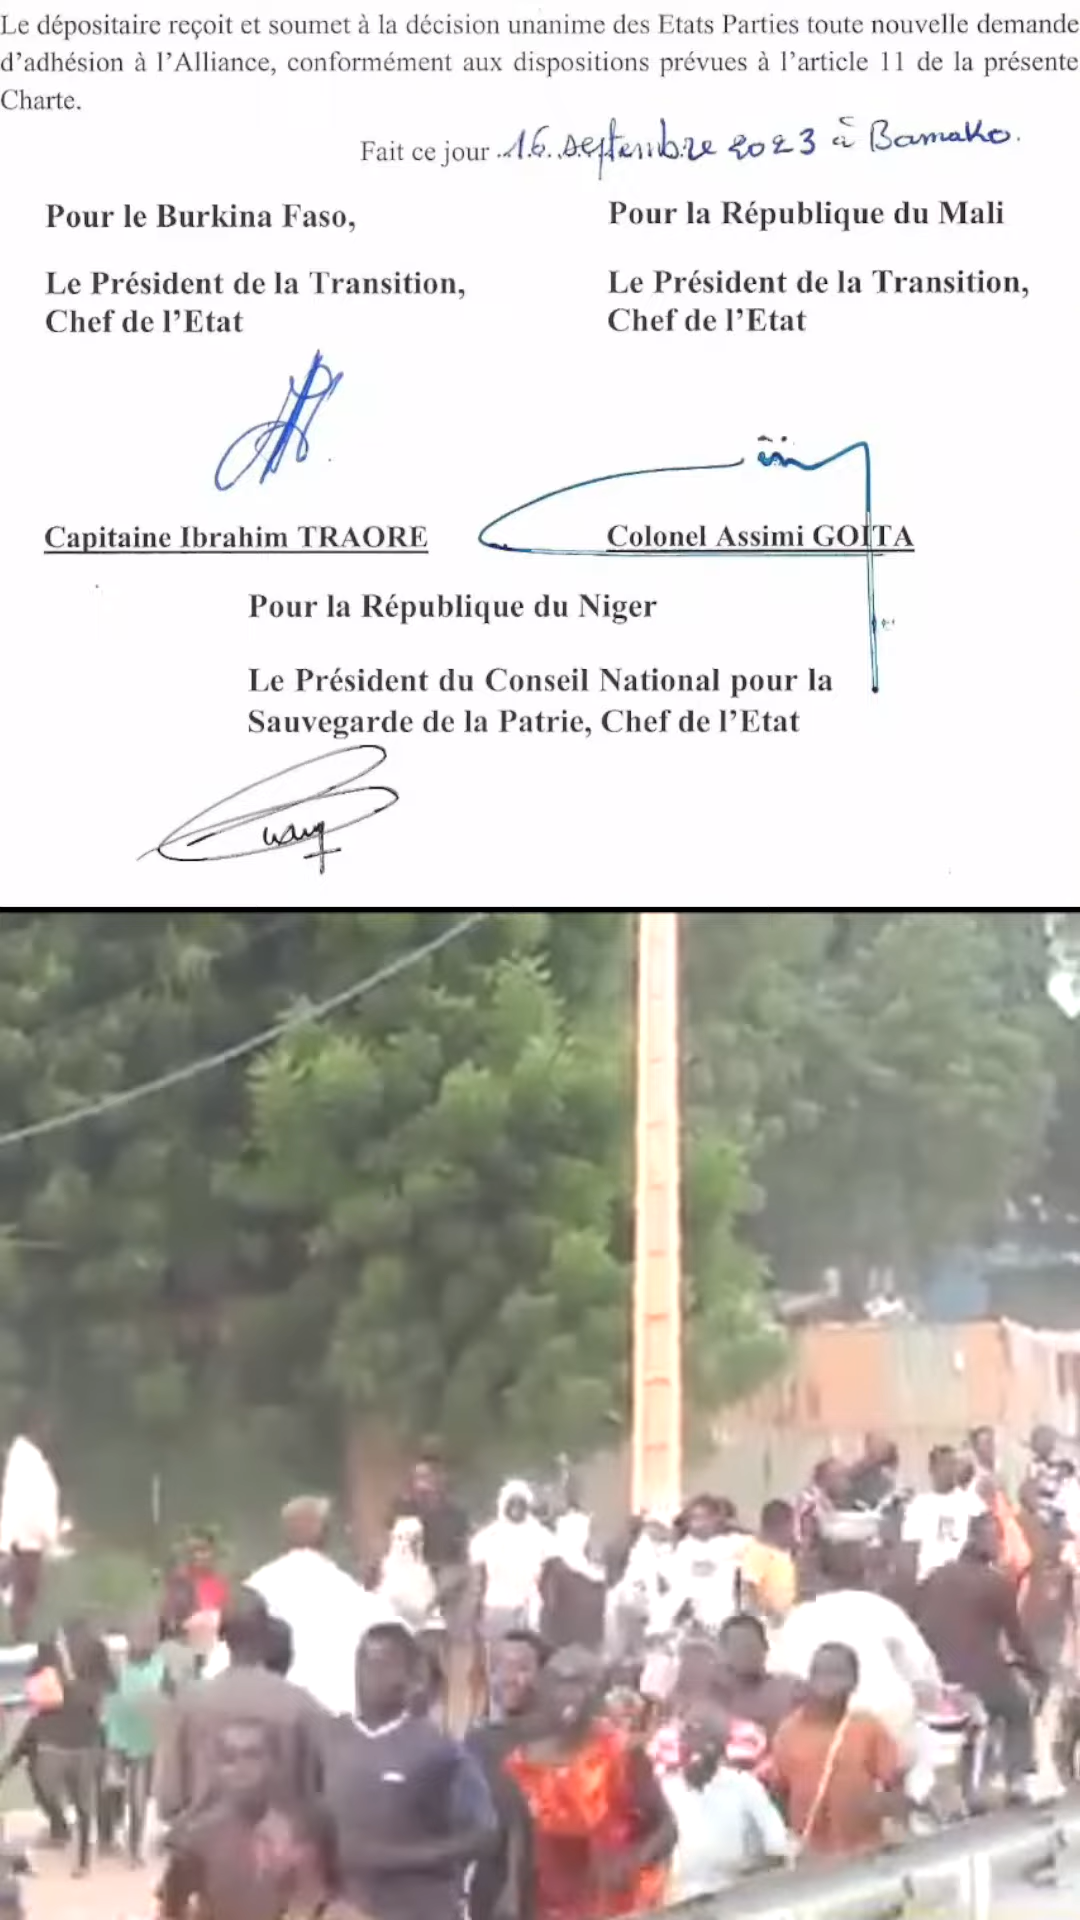 Le dépositaire reçoit et soumet à la décision unanime des Etats Parties toute nouvelle demande
d’adhésion à l’Alliance, conformément aux dispositions prévues à l’article 11 de la présente
Charte.
Fait ce jour ..16. septembre 2023 à Bamako.
Pour le Burkina Faso,
Pour la République du Mali
Le Président de la Transition,
Chef de l’Etat
Le Président de la Transition,
Chef de l’Etat
Capitaine Ibrahim TRAORE
Colonel Assimi GOITA
Pour la République du Niger
Le Président du Conseil National pour la
Sauvegarde de la Patrie, Chef de l’Etat